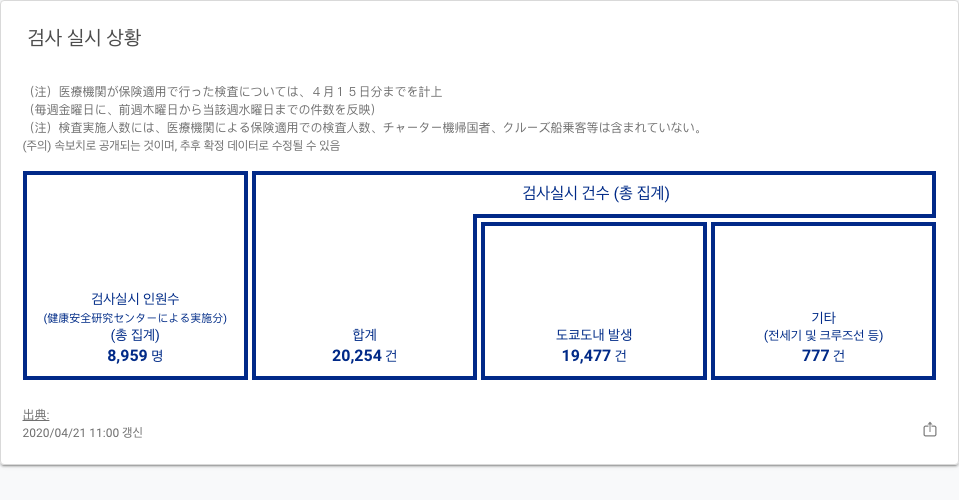 검사 실시 상황
（注）医療機関が保険適用で行った検査については、４月１５日分までを計上
（毎週金曜日に、前週木曜日から当該週水曜日までの件数を反映）
（注）検査実施人数には、医療機関による保険適用での検査人数、チャーター機帰国者、クルーズ船乗客等は含まれていない。
(주의) 속보치로 공개되는 것이며, 추후 확정 데이터로 수정될 수 있음
검사실시 인원수
(健康安全研究センターによる実施分)
(총 집계)
8,959 명
검사실시 건수 (총 집계)
합계
20,254 건
도쿄도내 발생
19,477 건
기타
(전세기 및 크루즈선 등)
777 건
出典:
2020/04/21 11:00 갱신